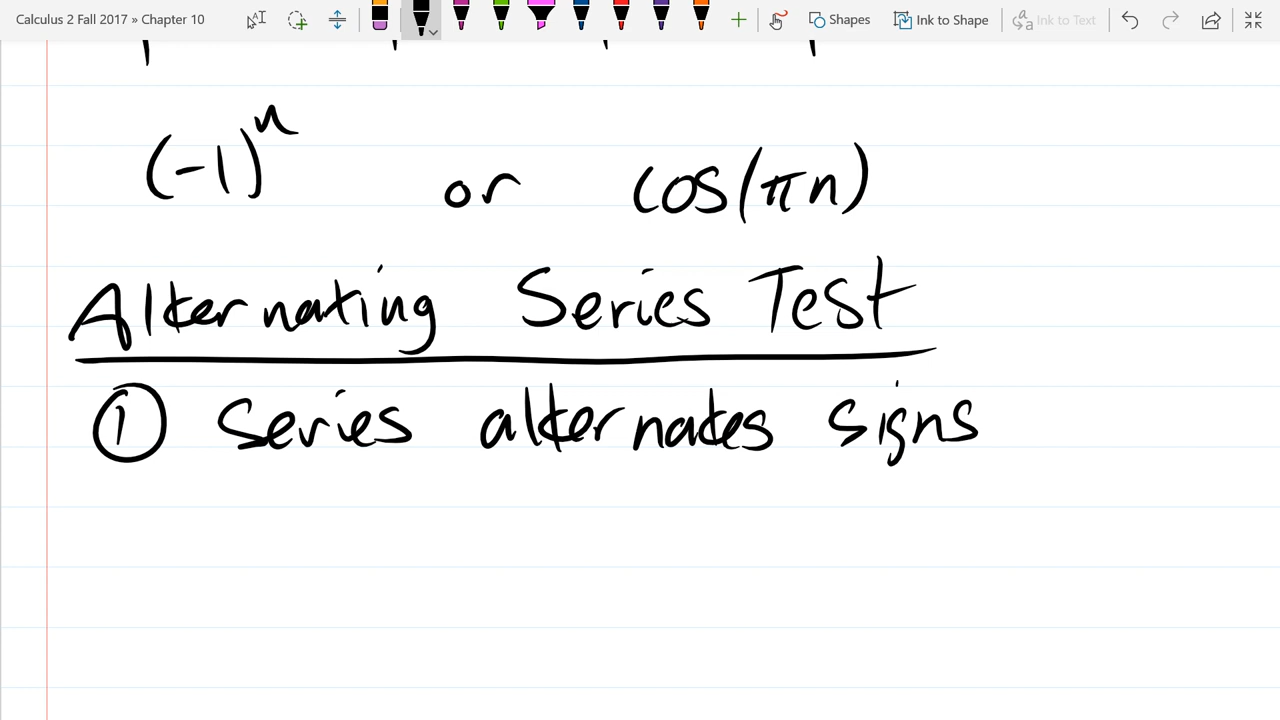 Calculus 2 Fall 2017 » Chapter 10 Shapes Ink to Shape Ink to Text
(-1)^n or cos(πn)
Alternating Series Test
① Series alternates signs